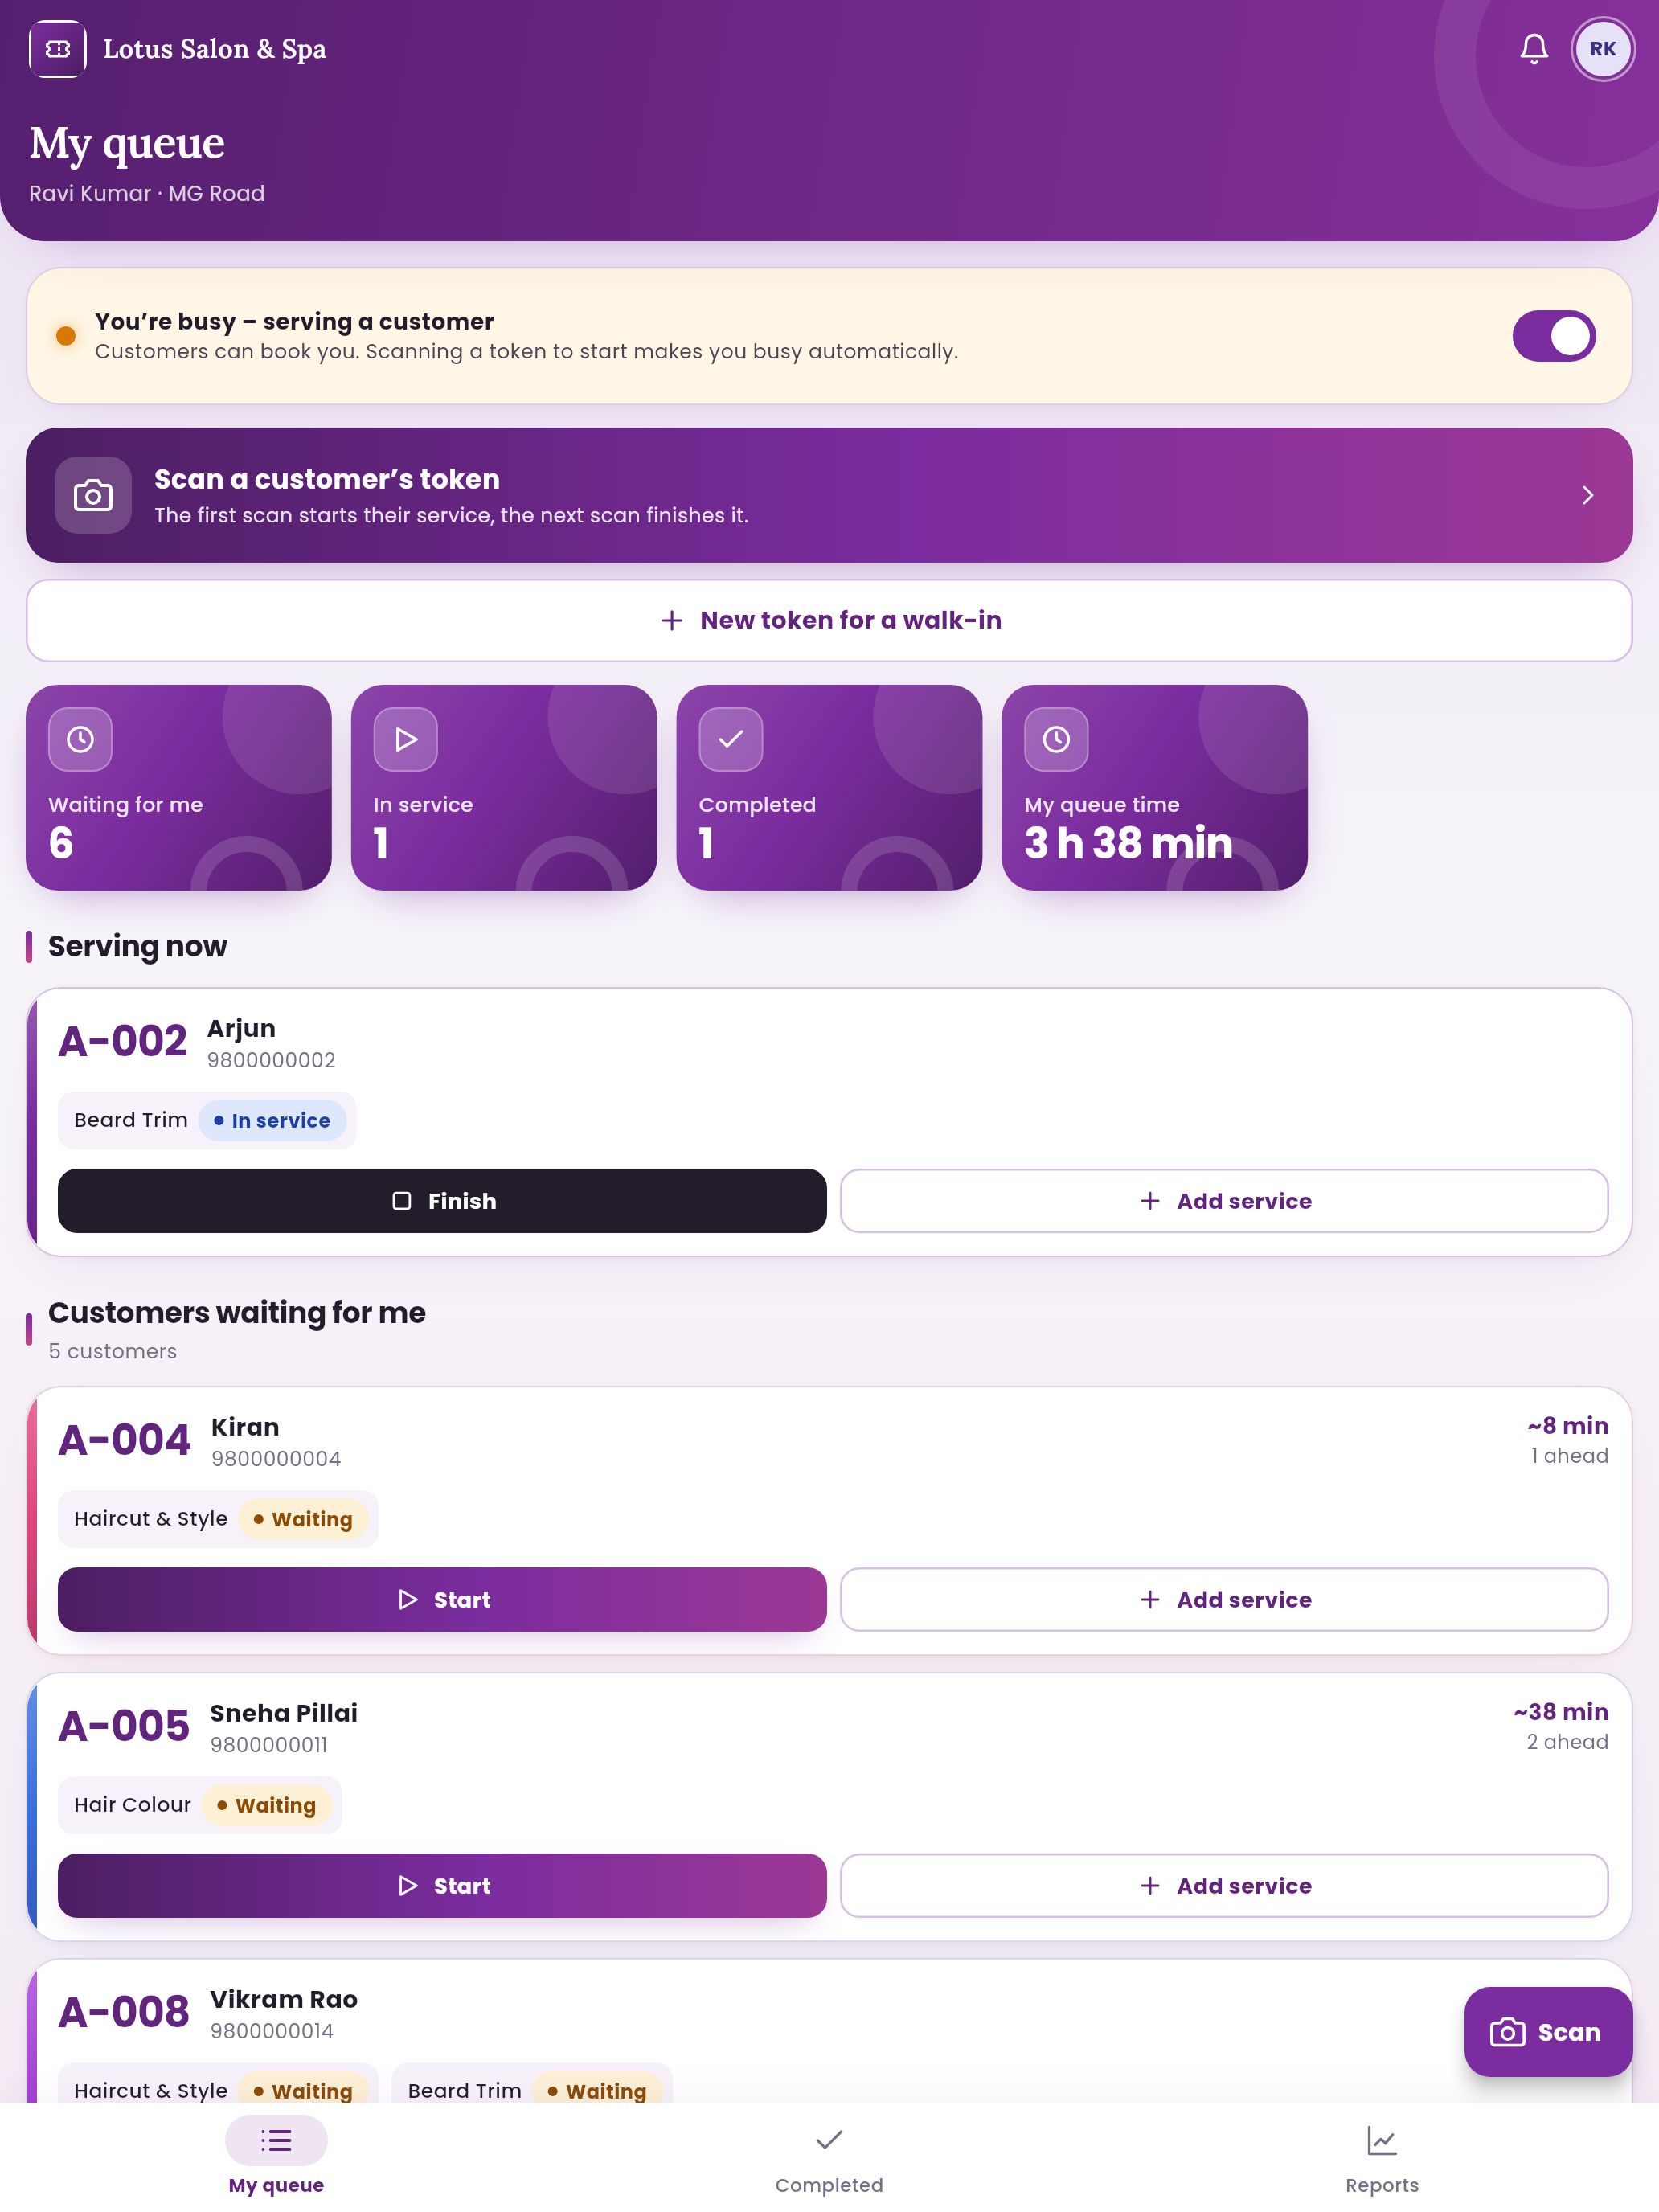 Lotus Salon & Spa
RK
My queue
Ravi Kumar · MG Road
You’re busy – serving a customer
Customers can book you. Scanning a token to start makes you busy automatically.
Scan a customer’s token
The first scan starts their service, the next scan finishes it.
New token for a walk-in
Waiting for me
6
In service
1
Completed
1
My queue time
3 h 38 min
Serving now
A-002
Arjun
9800000002
Beard Trim
In service
Finish
Add service
Customers waiting for me
5 customers
A-004
Kiran
9800000004
~8 min
1 ahead
Haircut & Style
Waiting
Start
Add service
A-005
Sneha Pillai
9800000011
~38 min
2 ahead
Hair Colour
Waiting
Start
Add service
A-008
Vikram Rao
9800000014
Scan
Haircut & Style
Waiting
Beard Trim
Waiting
My queue
Completed
Reports